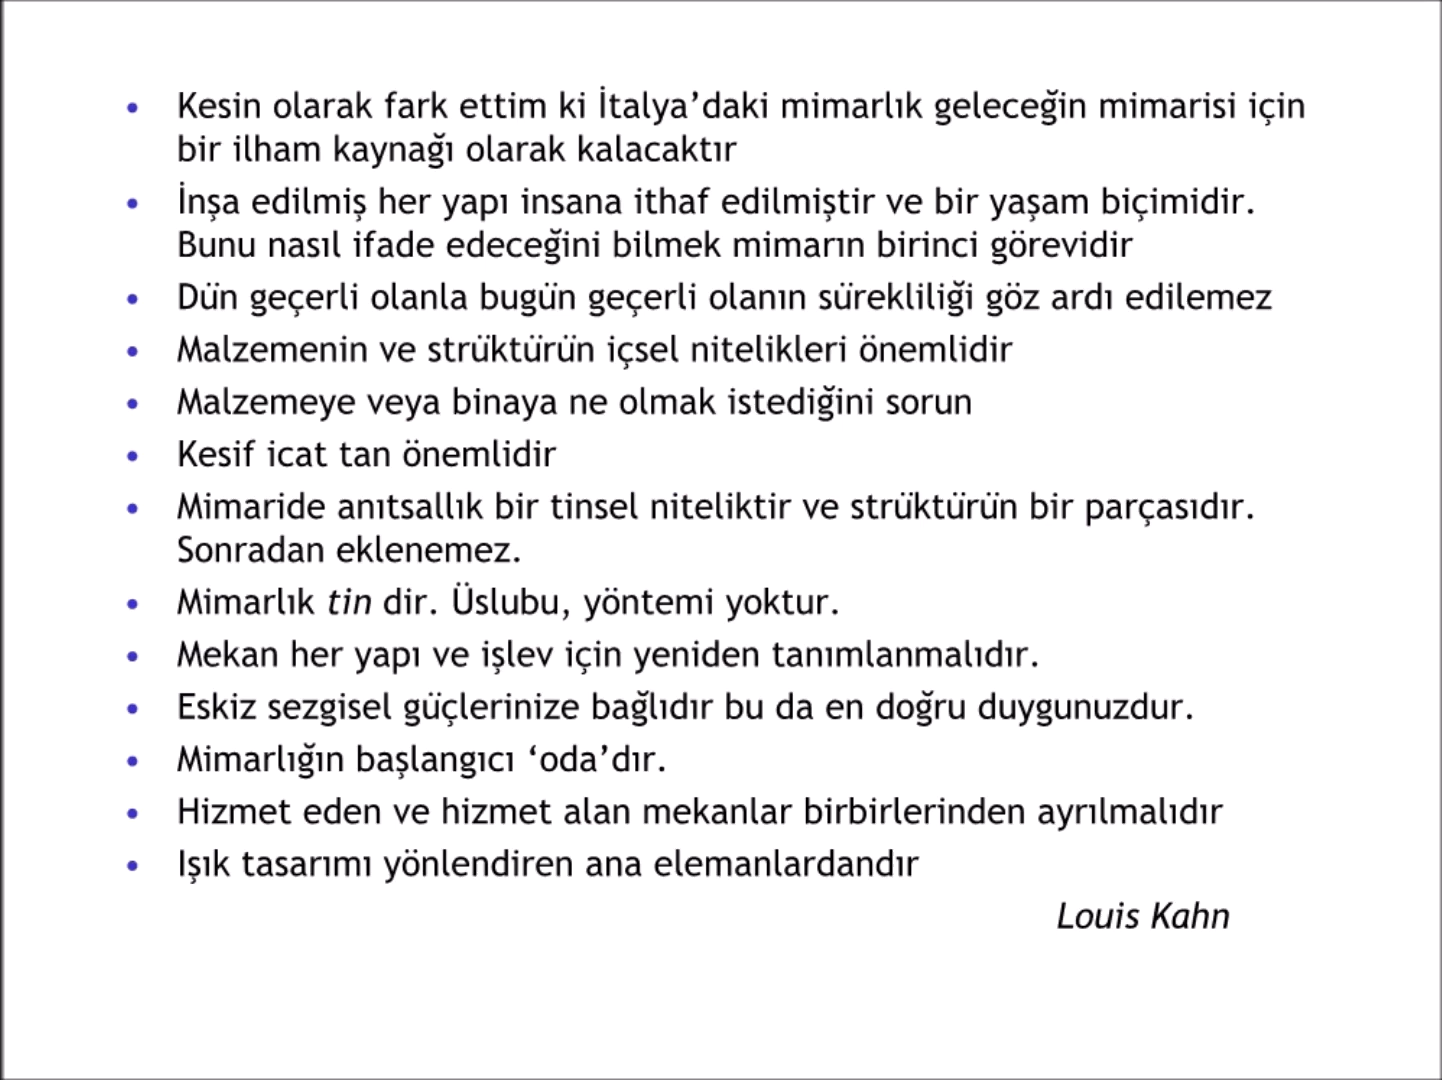 • Kesin olarak fark ettim ki İtalya’daki mimarlık geleceğin mimarisi için
bir ilham kaynağı olarak kalacaktır
• İnşa edilmiş her yapı insana ithaf edilmiştir ve bir yaşam biçimidir.
Bunu nasıl ifade edeceğini bilmek mimarın birinci görevidir
• Dün geçerli olanla bugün geçerli olanın sürekliliği göz ardı edilemez
• Malzemenin ve strüktürün içsel nitelikleri önemlidir
• Malzemeye veya binaya ne olmak istediğini sorun
• Kesif icat tan önemlidir
• Mimaride anıtsallık bir tinsel niteliktir ve strüktürün bir parçasıdır.
Sonradan eklenemez.
• Mimarlık tin dir. Üslubu, yöntemi yoktur.
• Mekan her yapı ve işlev için yeniden tanımlanmalıdır.
• Eskiz sezgisel güçlerinize bağlıdır bu da en doğru duygunuzdur.
• Mimarlığın başlangıcı ‘oda’dır.
• Hizmet eden ve hizmet alan mekanlar birbirlerinden ayrılmalıdır
• Işık tasarımı yönlendiren ana elemanlardandır
Louis Kahn